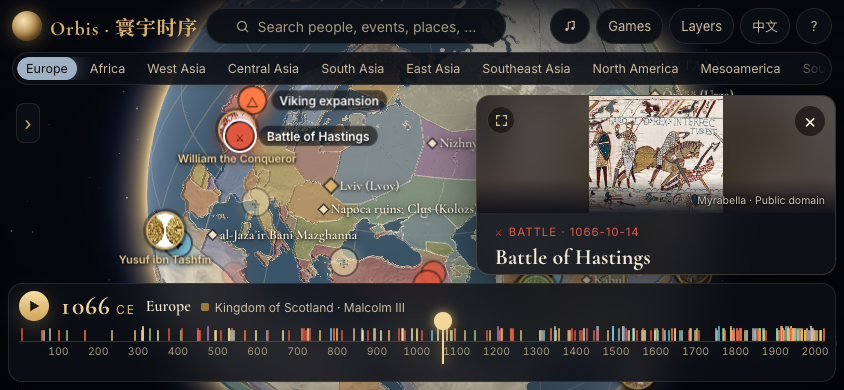 Orbis · 寰宇时序
Search people, events, places, ...
Games
Layers
中文
?
Europe
Africa
West Asia
Central Asia
South Asia
East Asia
Southeast Asia
North America
Mesoamerica
Viking expansion
Battle of Hastings
William the Conqueror
Nizhny
Lviv (Lvov)
Napoca ruins; Clus (Kolozs
al-Jaza'ir Bani Mazghanna
Yusuf ibn Tashfin
Kabul
Myrabella · Public domain
BATTLE · 1066-10-14
Battle of Hastings
1066 CE
Europe
Kingdom of Scotland · Malcolm III
100 200 300 400 500 600 700 800 900 1000 1100 1200 1300 1400 1500 1600 1700 1800 1900 2000